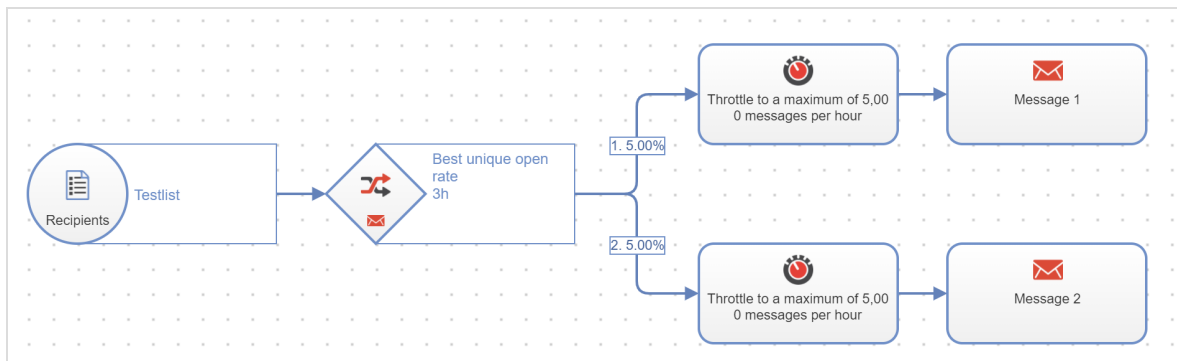 Recipients
Testlist
Best unique open
rate
3h
1. 5.00%
Throttle to a maximum of 5,00
0 messages per hour
Message 1
2. 5.00%
Throttle to a maximum of 5,00
0 messages per hour
Message 2